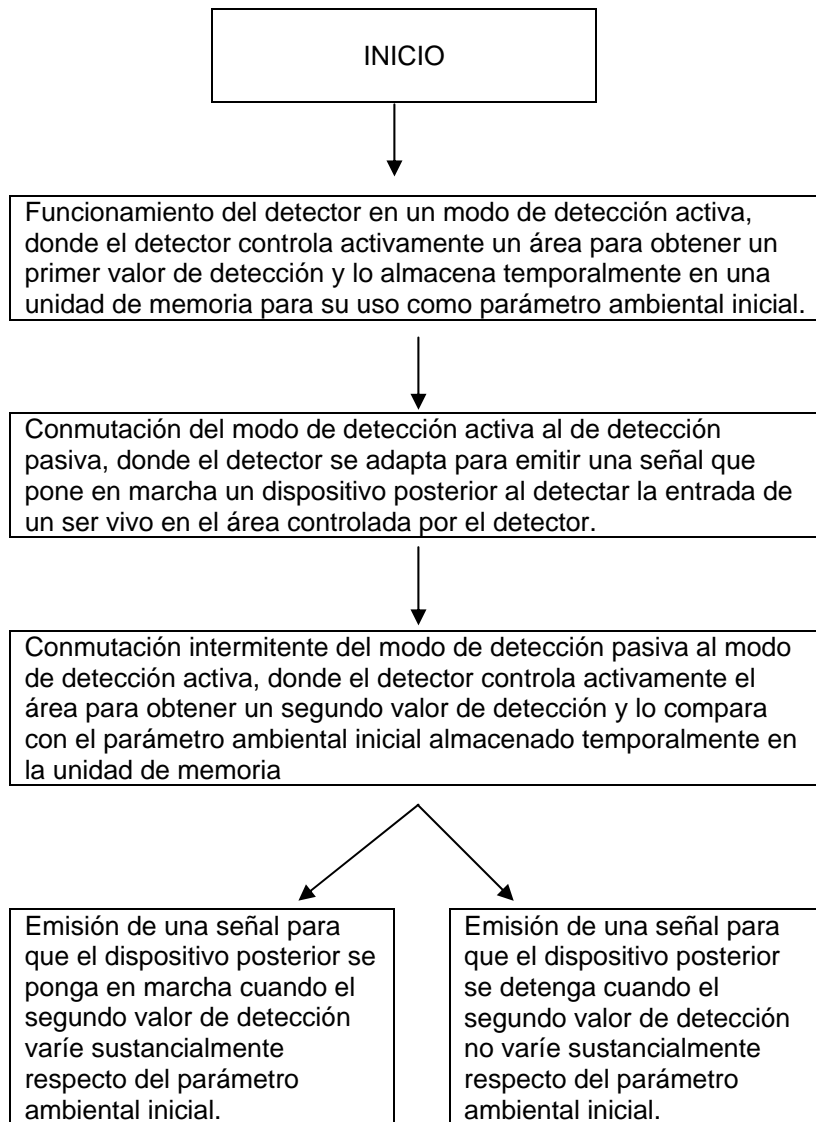 INICIO
Funcionamiento del detector en un modo de detección activa,
donde el detector controla activamente un área para obtener un
primer valor de detección y lo almacena temporalmente en una
unidad de memoria para su uso como parámetro ambiental inicial.
Conmutación del modo de detección activa al de detección
pasiva, donde el detector se adapta para emitir una señal que
pone en marcha un dispositivo posterior al detectar la entrada de
un ser vivo en el área controlada por el detector.
Conmutación intermitente del modo de detección pasiva al modo
de detección activa, donde el detector controla activamente el
área para obtener un segundo valor de detección y lo compara
con el parámetro ambiental inicial almacenado temporalmente en
la unidad de memoria
Emisión de una señal para
que el dispositivo posterior se
ponga en marcha cuando el
segundo valor de detección
varíe sustancialmente
respecto del parámetro
ambiental inicial.
Emisión de una señal para
que el dispositivo posterior
se detenga cuando el
segundo valor de detección
no varíe sustancialmente
respecto del parámetro
ambiental inicial.